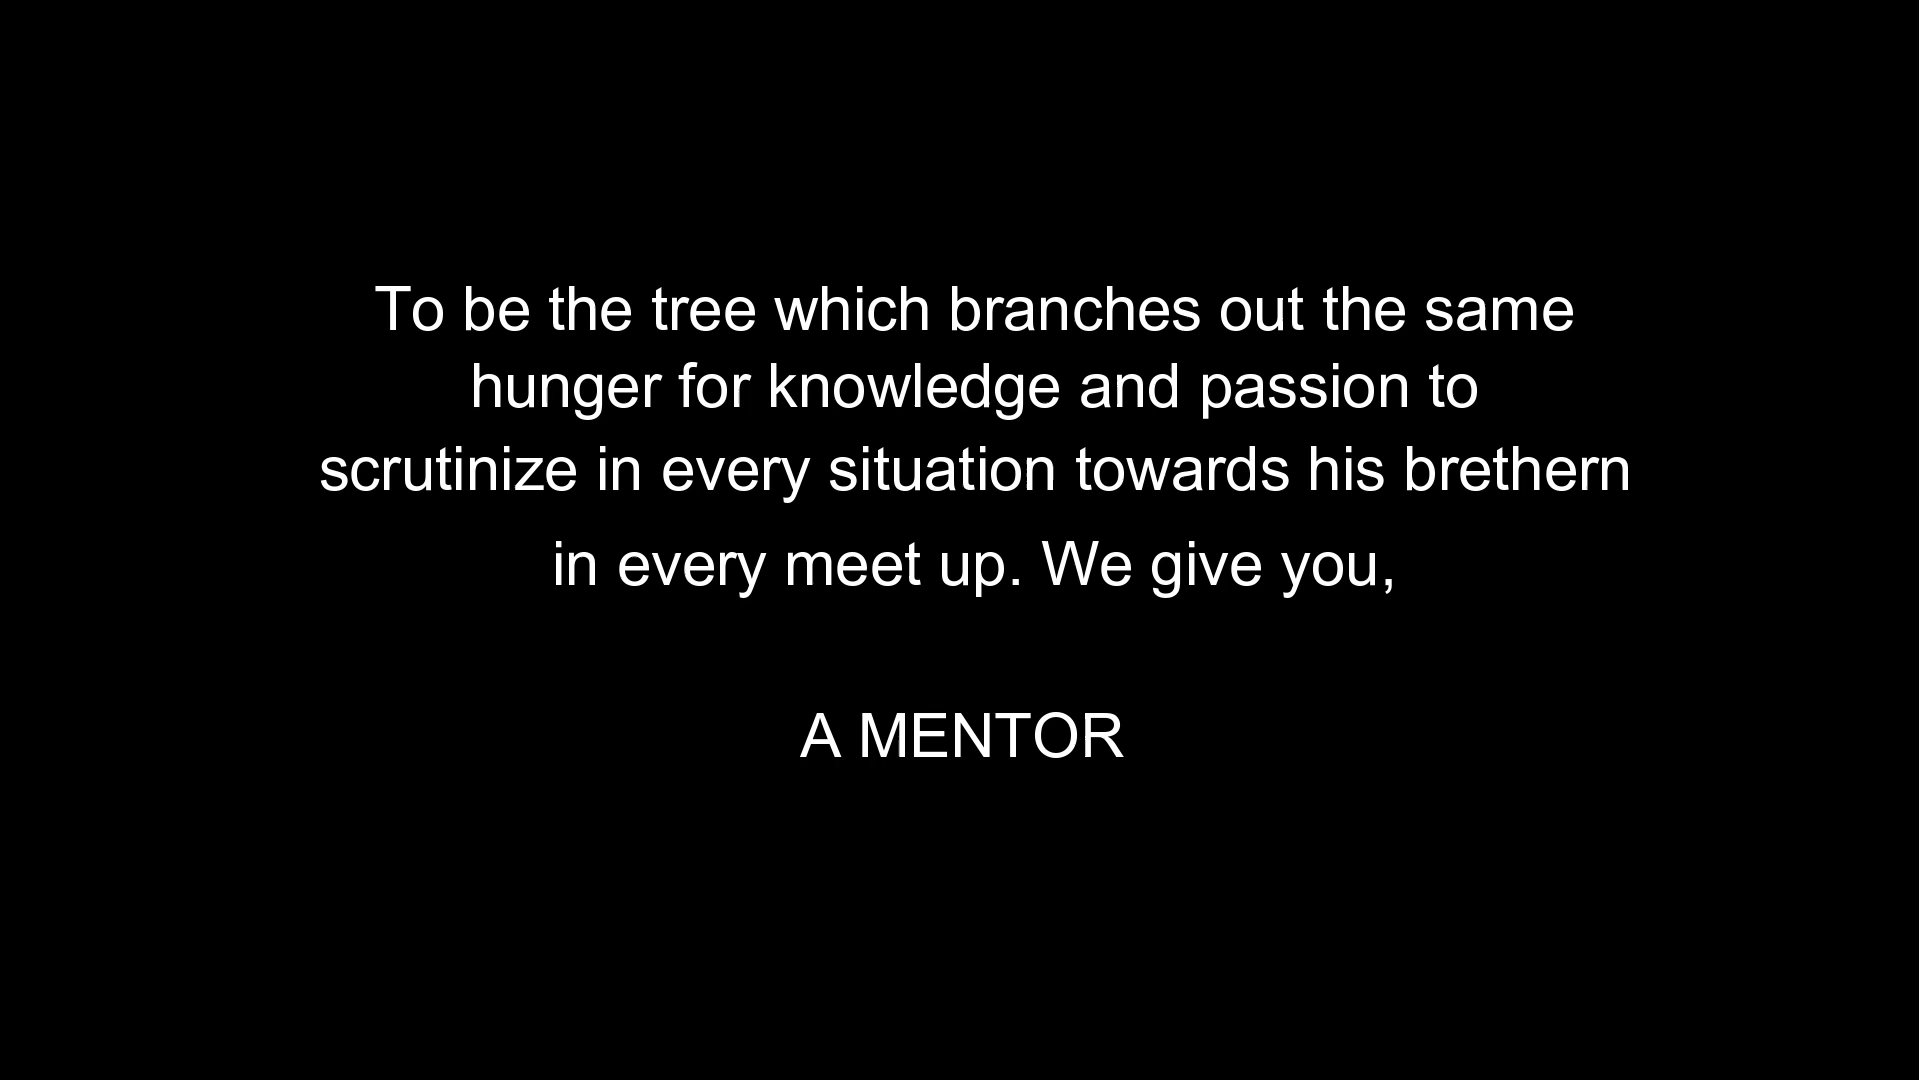 To be the tree which branches out the same
hunger for knowledge and passion to
scrutinize in every situation towards his brethern
in every meet up. We give you,
A MENTOR